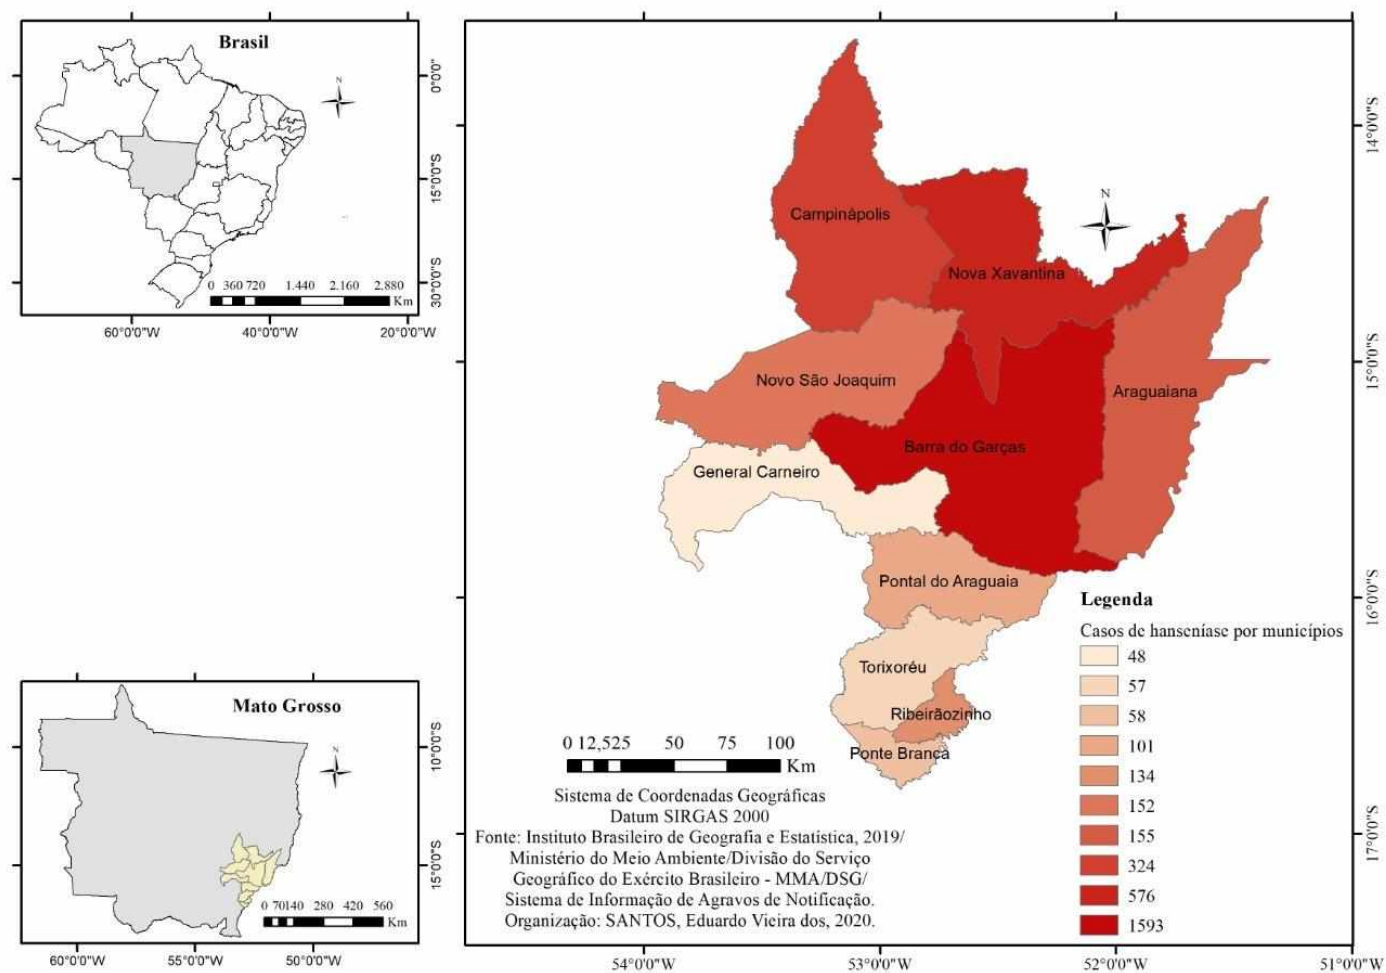 Brasil
N
0°0'0"
15°0'0"S
30°0'0"S
0 360 720 1.440 2.160 2.880
Km
60°0'0"W 40°0'0"W 20°0'0"W
Mato Grosso
N
10°0'0"S
15°0'0"S
0 70140 280 420 560
Km
60°0'0"W 55°0'0"W 50°0'0"W
N
Campinápolis
Nova Xavantina
Novo São Joaquim
Araguaiana
Barra do Garças
General Carneiro
Pontal do Araguaia
Torixoréu
Ribeirãozinho
Ponte Branca
14°0'0"S
15°0'0"S
16°0'0"S
17°0'0"S
Legenda
Casos de hanseníase por municípios
48
57
58
101
134
152
155
324
576
1593
0 12,525 50 75 100
Km
Sistema de Coordenadas Geográficas
Datum SIRGAS 2000
Fonte: Instituto Brasileiro de Geografia e Estatística, 2019/
Ministério do Meio Ambiente/Divisão do Serviço
Geográfico do Exército Brasileiro - MMA/DSG/
Sistema de Informação de Agravos de Notificação.
Organização: SANTOS, Eduardo Vieira dos, 2020.
54°0'0"W 53°0'0"W 52°0'0"W 51°0'0"W